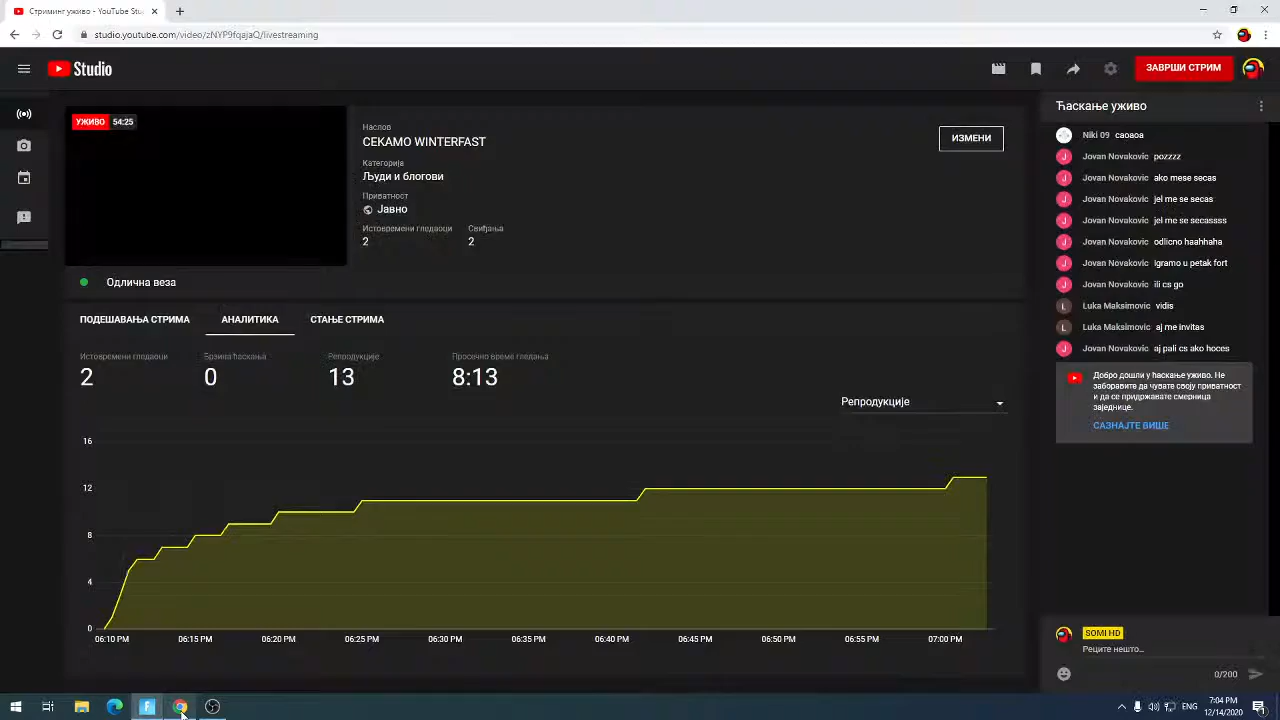 Стриминг уживо - YouTube Stu
studio.youtube.com/video/zNYP9fqajaQ/livestreaming
Studio
ЗАВРШИ СТРИМ
УЖИВО 54:25
Наслов
СЕКАМО WINTERFAST
Категорија
Људи и блогови
Приватност
Јавно
Истовремени гледаоци Свиђања
2 2
ИЗМЕНИ
Одлична веза
ПОДЕШАВАЊА СТРИМА АНАЛИТИКА СТАЊЕ СТРИМА
Истовремени гледаоци Брзина ћаскања Репродукције Просечно време гледања
2 0 13 8:13
Репродукције
16
12
8
4
0
06:10 PM 06:15 PM 06:20 PM 06:25 PM 06:30 PM 06:35 PM 06:40 PM 06:45 PM 06:50 PM 06:55 PM 07:00 PM
Ћаскање уживо
Niki 09 caoaoa
Jovan Novakovic pozzzz
Jovan Novakovic ako mese secas
Jovan Novakovic jel me se secas
Jovan Novakovic jel me se secassss
Jovan Novakovic odlicno haahhaha
Jovan Novakovic igramo u petak fort
Jovan Novakovic ili cs go
Luka Maksimovic vidis
Luka Maksimovic aj me invitas
Jovan Novakovic aj pali cs ako hoces
Добро дошли у ћаскање уживо. Не
заборавите да чувате своју приватност
и да се придржавате смерница
заједнице.
САЗНАЈТЕ ВИШЕ
SOMI HD
Реците нешто...
0/200
ENG
7:04 PM
12/14/2020